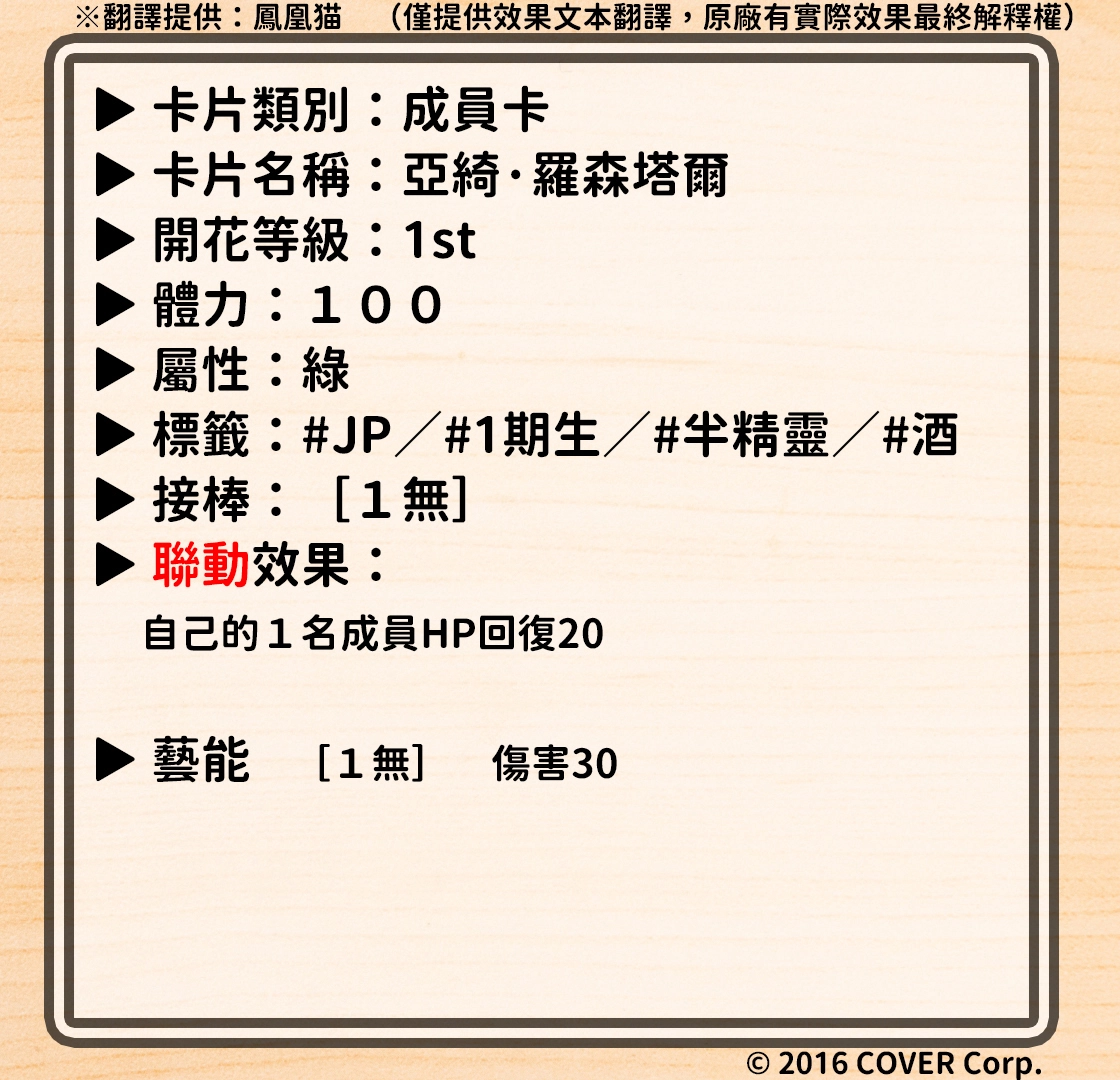 ※翻譯提供：鳳凰猫　（僅提供效果文本翻譯，原廠有實際效果最終解釋權）
▶ 卡片類別：成員卡
▶ 卡片名稱：亞綺·羅森塔爾
▶ 開花等級：1st
▶ 體力：１００
▶ 屬性：綠
▶ 標籤：#JP／#1期生／#半精靈／#酒
▶ 接棒：［１無］
▶ 聯動效果：
自己的１名成員HP回復20
▶ 藝能　［１無］　傷害30
© 2016 COVER Corp.